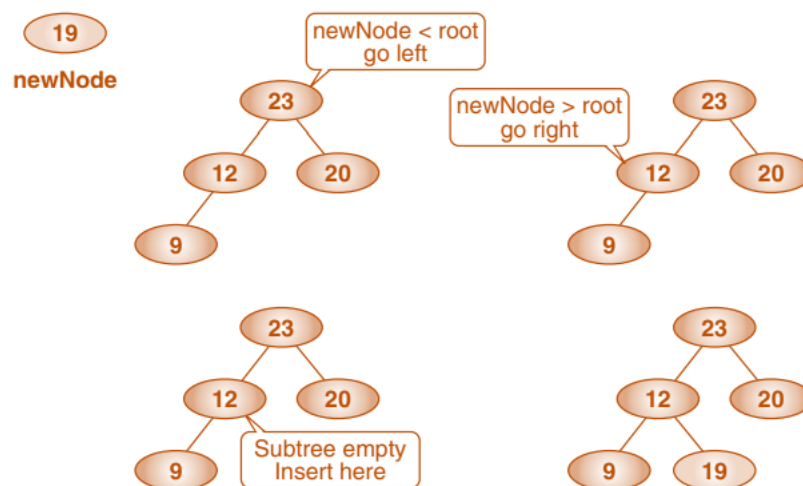 19
newNode
newNode < root
go left
23
12
20
9
newNode > root
go right
23
12
20
9
23
12
20
9
Subtree empty
Insert here
23
12
20
9
19